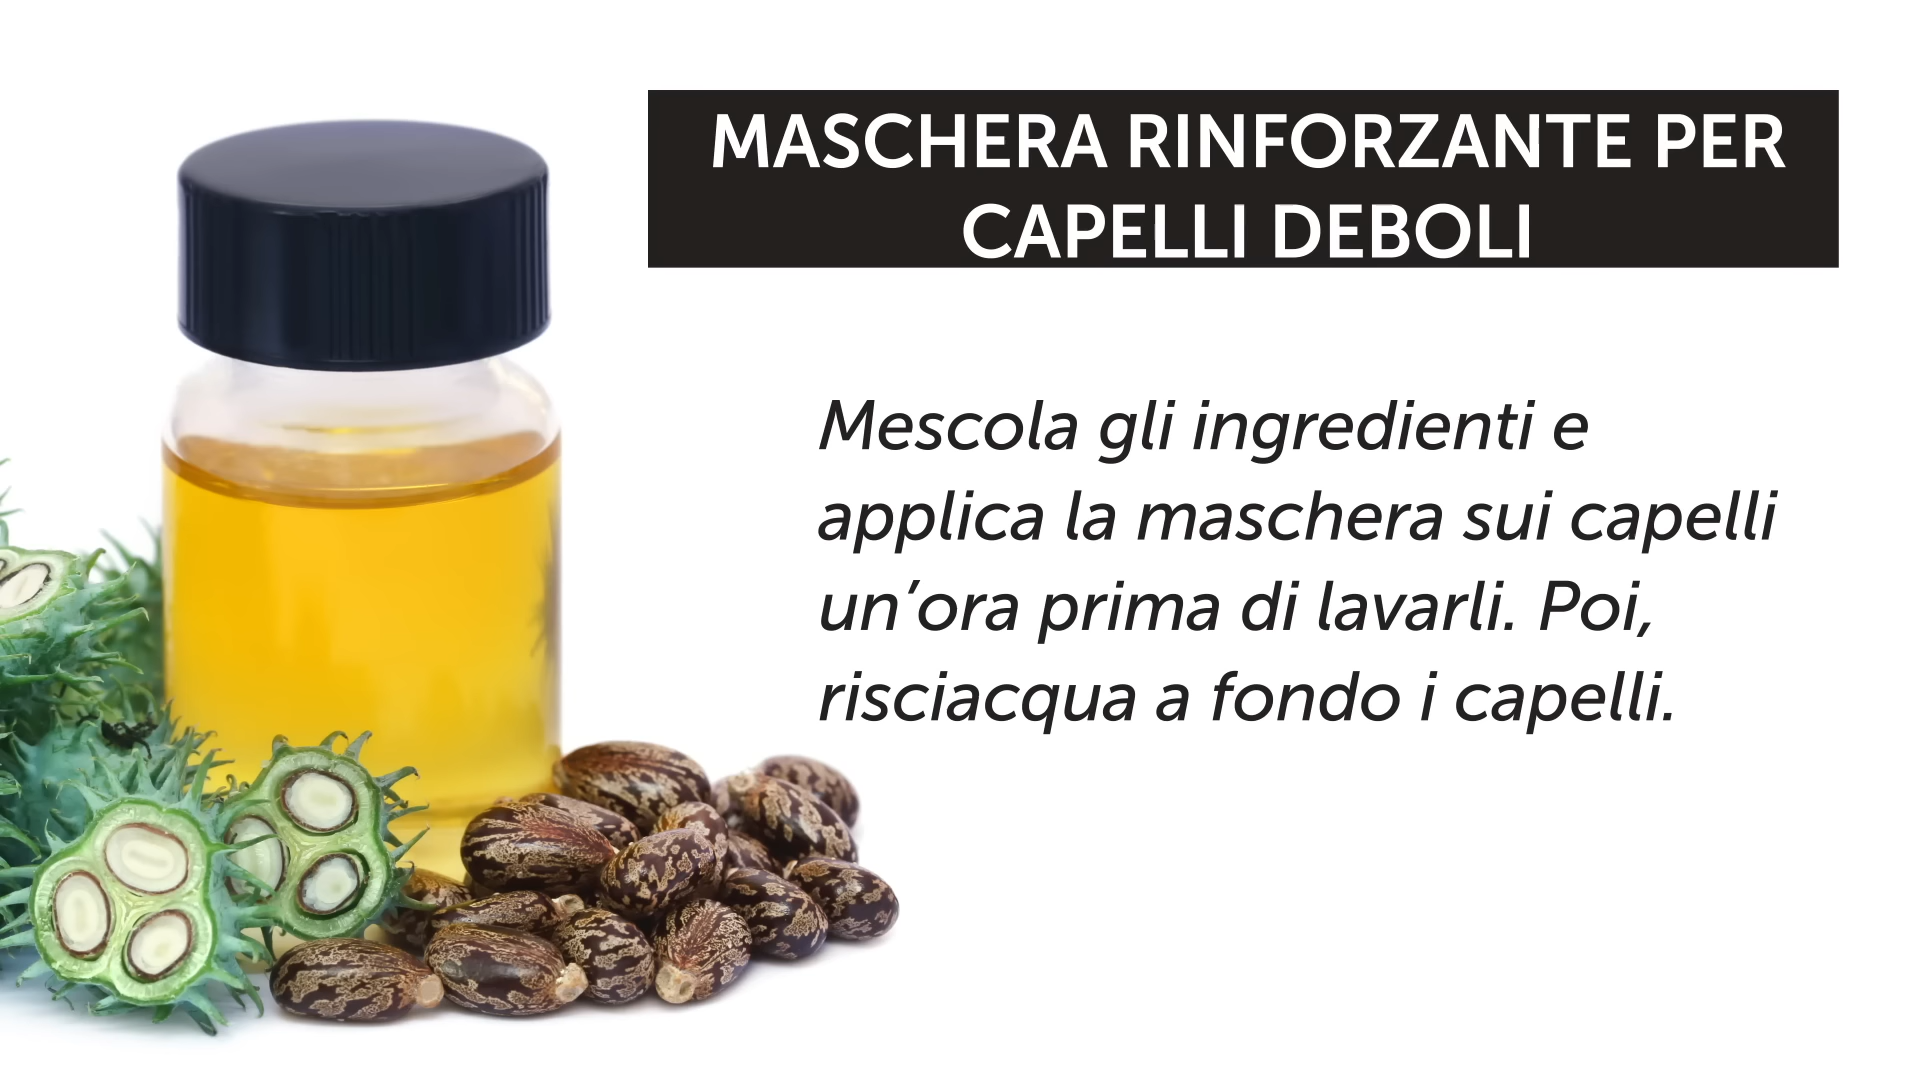 MASCHERA RINFORZANTE PER
CAPELLI DEBOLI
Mescola gli ingredienti e
applica la maschera sui capelli
un’ora prima di lavarli. Poi,
risciacqua a fondo i capelli.